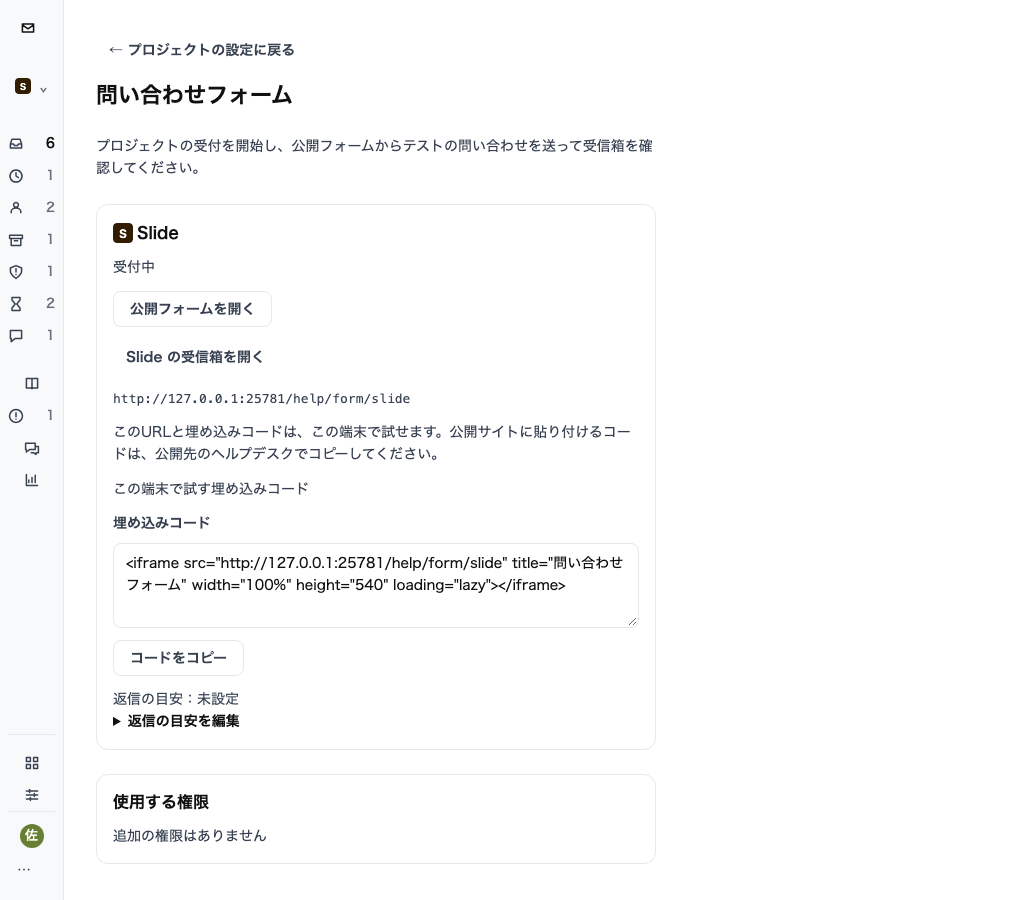 ← プロジェクトの設定に戻る
問い合わせフォーム
プロジェクトの受付を開始し、公開フォームからテストの問い合わせを送って受信箱を確
認してください。
S
6
1
2
1
1
2
1
1
S Slide
受付中
公開フォームを開く
Slide の受信箱を開く
http://127.0.0.1:25781/help/form/slide
このURLと埋め込みコードは、この端末で試せます。公開サイトに貼り付けるコー
ドは、公開先のヘルプデスクでコピーしてください。
この端末で試す埋め込みコード
埋め込みコード
<iframe src="http://127.0.0.1:25781/help/form/slide" title="問い合わせ
フォーム" width="100%" height="540" loading="lazy"></iframe>
コードをコピー
返信の目安：未設定
▶ 返信の目安を編集
使用する権限
追加の権限はありません
佐
…